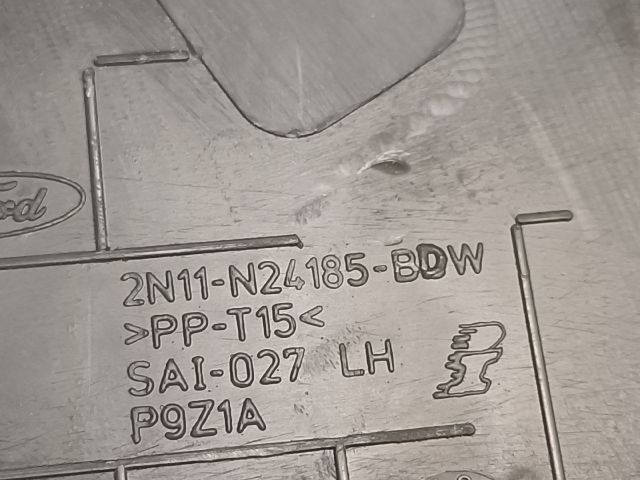 Ford
2N11-N24185-BDW
>PP-T15<
SAI-027 LH
P9Z1A